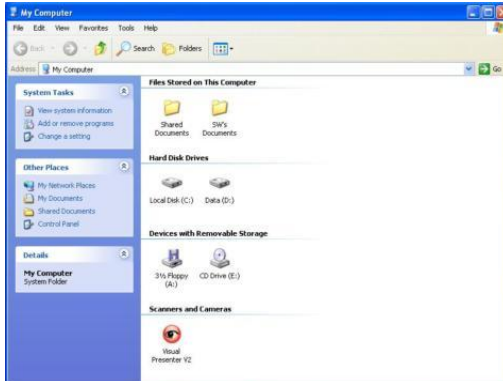 My Computer
File Edit View Favorites Tools Help
Back Search Folders
Address My Computer Go
System Tasks
View system information
Add or remove programs
Change a setting
Other Places
My Network Places
My Documents
Shared Documents
Control Panel
Details
My Computer
System Folder
Files Stored on This Computer
Shared Documents
SW's Documents
Hard Disk Drives
Local Disk (C:) Data (D:)
Devices with Removable Storage
3½ Floppy (A:)
CD Drive (E:)
Scanners and Cameras
Visual
Presenter V2